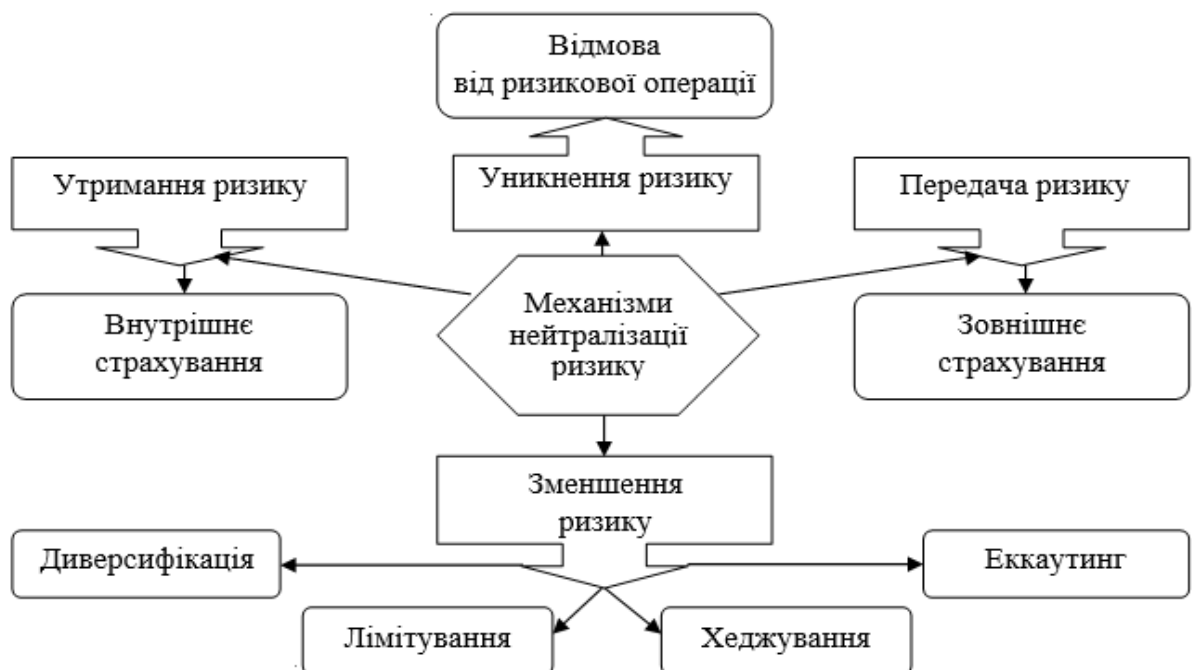 Відмова
від ризикової операції
Утримання ризику
Уникнення ризику
Передача ризику
Внутрішнє
страхування
Механізми
нейтралізації
ризику
Зовнішнє
страхування
Зменшення
ризику
Диверсифікація
Еккаутинг
Лімітування
Хеджування